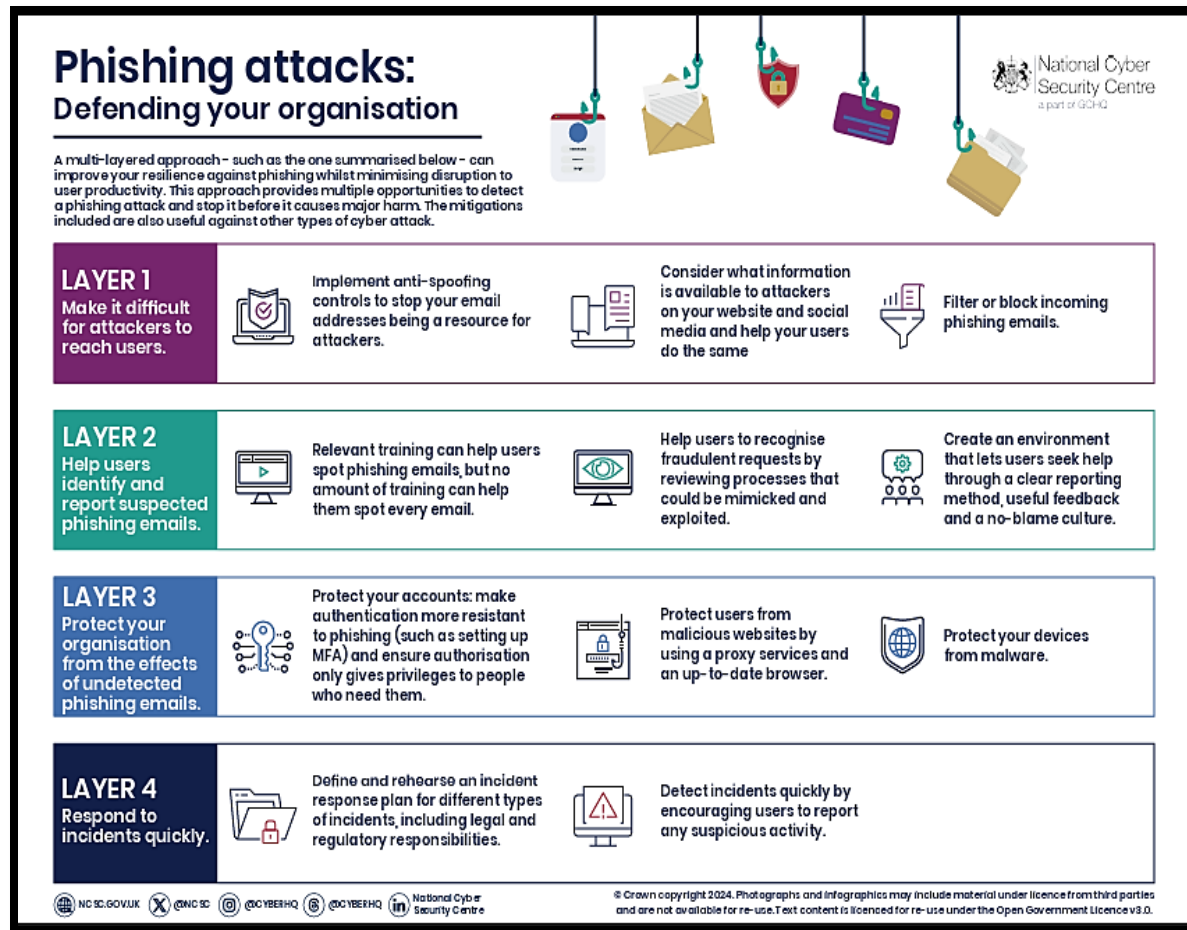 Phishing attacks:
Defending your organisation
National Cyber
Security Centre
a part of GCHQ
A multi-layered approach - such as the one summarised below - can
improve your resilience against phishing whilst minimising disruption to
user productivity. This approach provides multiple opportunities to detect
a phishing attack and stop it before it causes major harm. The mitigations
included are also useful against other types of cyber attack.
LAYER 1
Make it difficult
for attackers to
reach users.
Implement anti-spoofing
controls to stop your email
addresses being a resource for
attackers.
Consider what information
is available to attackers
on your website and social
media and help your users
do the same
Filter or block incoming
phishing emails.
LAYER 2
Help users
identify and
report suspected
phishing emails.
Relevant training can help users
spot phishing emails, but no
amount of training can help
them spot every email.
Help users to recognise
fraudulent requests by
reviewing processes that
could be mimicked and
exploited.
Create an environment
that lets users seek help
through a clear reporting
method, useful feedback
and a no-blame culture.
LAYER 3
Protect your
organisation
from the effects
of undetected
phishing emails.
Protect your accounts: make
authentication more resistant
to phishing (such as setting up
MFA) and ensure authorisation
only gives privileges to people
who need them.
Protect users from
malicious websites by
using a proxy services and
an up-to-date browser.
Protect your devices
from malware.
LAYER 4
Respond to
incidents quickly.
Define and rehearse an incident
response plan for different types
of incidents, including legal and
regulatory responsibilities.
Detect incidents quickly by
encouraging users to report
any suspicious activity.
NCSC.GOV.UK
@NCSC
@CYBERHQ
@CYBERHQ
in
National Cyber
Security Centre
© Crown copyright 2024. Photographs and infographics may include material under licence from third parties
and are not available for re-use. Text content is licenced for re-use under the Open Government Licence v3.0.